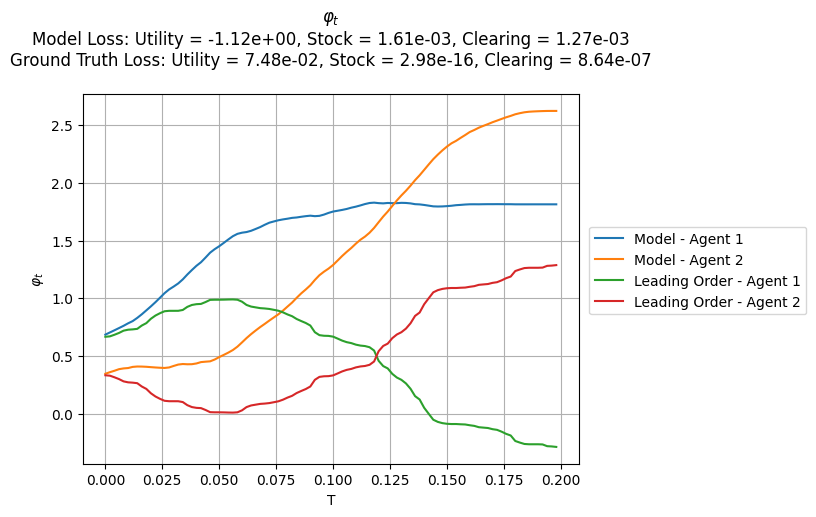 φt
Model Loss: Utility = -1.12e+00, Stock = 1.61e-03, Clearing = 1.27e-03
Ground Truth Loss: Utility = 7.48e-02, Stock = 2.98e-16, Clearing = 8.64e-07
2.5
2.0
1.5
1.0
0.5
0.0
φt
0.000 0.025 0.050 0.075 0.100 0.125 0.150 0.175 0.200
T
Model - Agent 1
Model - Agent 2
Leading Order - Agent 1
Leading Order - Agent 2